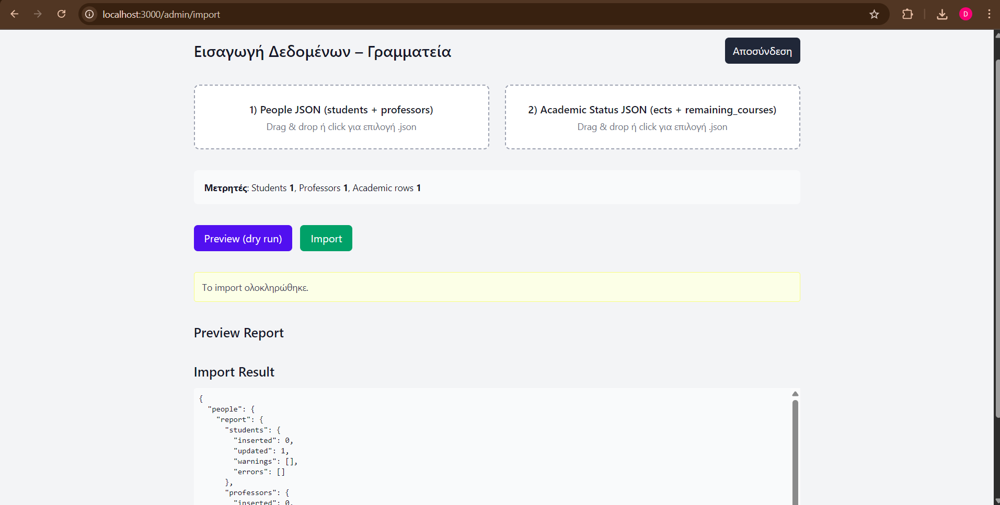 localhost:3000/admin/import
D
Εισαγωγή Δεδομένων – Γραμματεία
Αποσύνδεση
1) People JSON (students + professors)
Drag & drop ή click για επιλογή .json
2) Academic Status JSON (ects + remaining_courses)
Drag & drop ή click για επιλογή .json
Μετρητές: Students 1, Professors 1, Academic rows 1
Preview (dry run)
Import
Το import ολοκληρώθηκε.
Preview Report
Import Result
{
  "people": {
    "report": {
      "students": {
        "inserted": 0,
        "updated": 1,
        "warnings": [],
        "errors": []
      },
      "professors": {
        "inserted": 0,